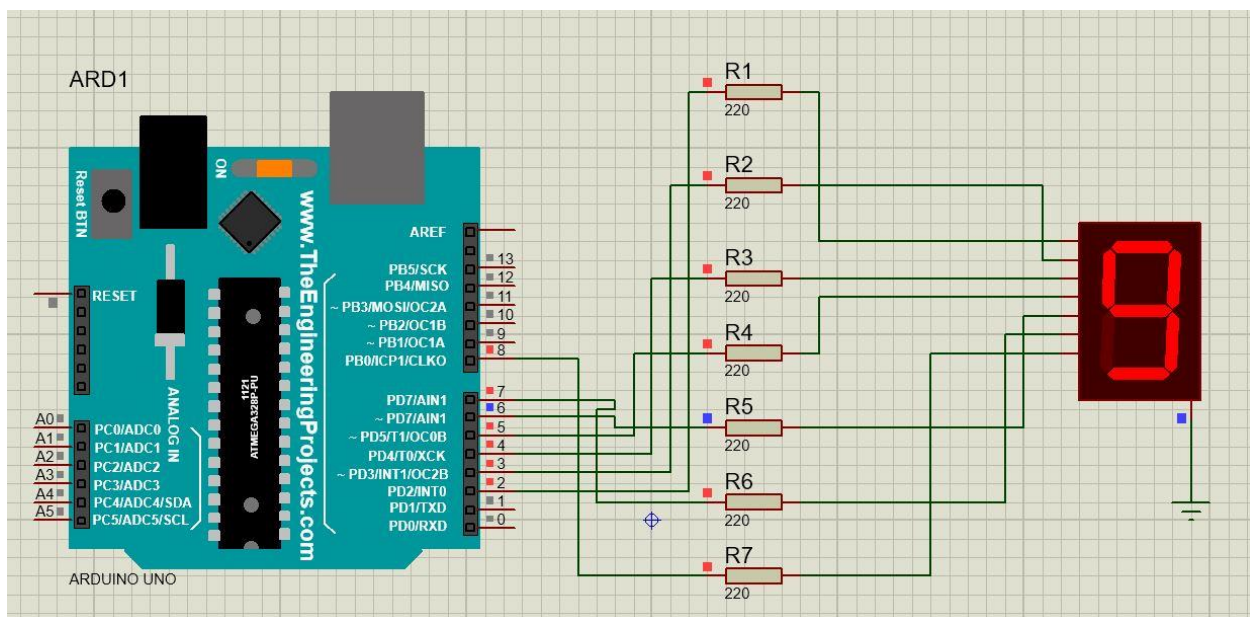 ARD1
Reset BTN
ON
www.TheEngineeringProjects.com
RESET
ANALOG IN
1121
ATMEGA328P-PU
AREF
PB5/SCK
13
PB4/MISO
12
~ PB3/MOSI/OC2A
11
~ PB2/OC1B
10
~ PB1/OC1A
9
PB0/ICP1/CLKO
8
PD7/AIN1
7
~ PD7/AIN1
6
~ PD5/T1/OC0B
5
PD4/T0/XCK
4
~ PD3/INT1/OC2B
3
PD2/INT0
2
PD1/TXD
1
PD0/RXD
0
A0
PC0/ADC0
A1
PC1/ADC1
A2
PC2/ADC2
A3
PC3/ADC3
A4
PC4/ADC4/SDA
A5
PC5/ADC5/SCL
ARDUINO UNO
R1
220
R2
220
R3
220
R4
220
R5
220
R6
220
R7
220
9